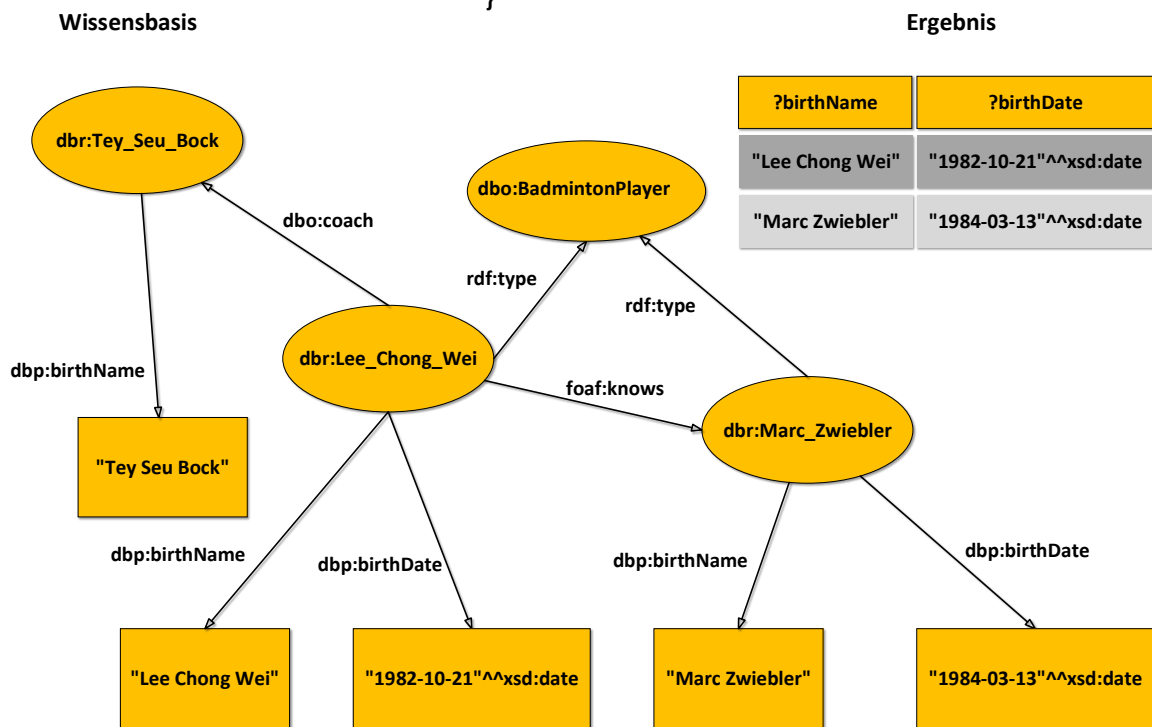 }
Wissensbasis
Ergebnis
?birthName
?birthDate
dbr:Tey_Seu_Bock
"Lee Chong Wei"
"1982-10-21"^^xsd:date
dbo:BadmintonPlayer
"Marc Zwiebler"
"1984-03-13"^^xsd:date
dbo:coach
rdf:type
rdf:type
dbr:Lee_Chong_Wei
dbp:birthName
foaf:knows
dbr:Marc_Zwiebler
"Tey Seu Bock"
dbp:birthName
dbp:birthDate
dbp:birthName
dbp:birthDate
"Lee Chong Wei"
"1982-10-21"^^xsd:date
"Marc Zwiebler"
"1984-03-13"^^xsd:date